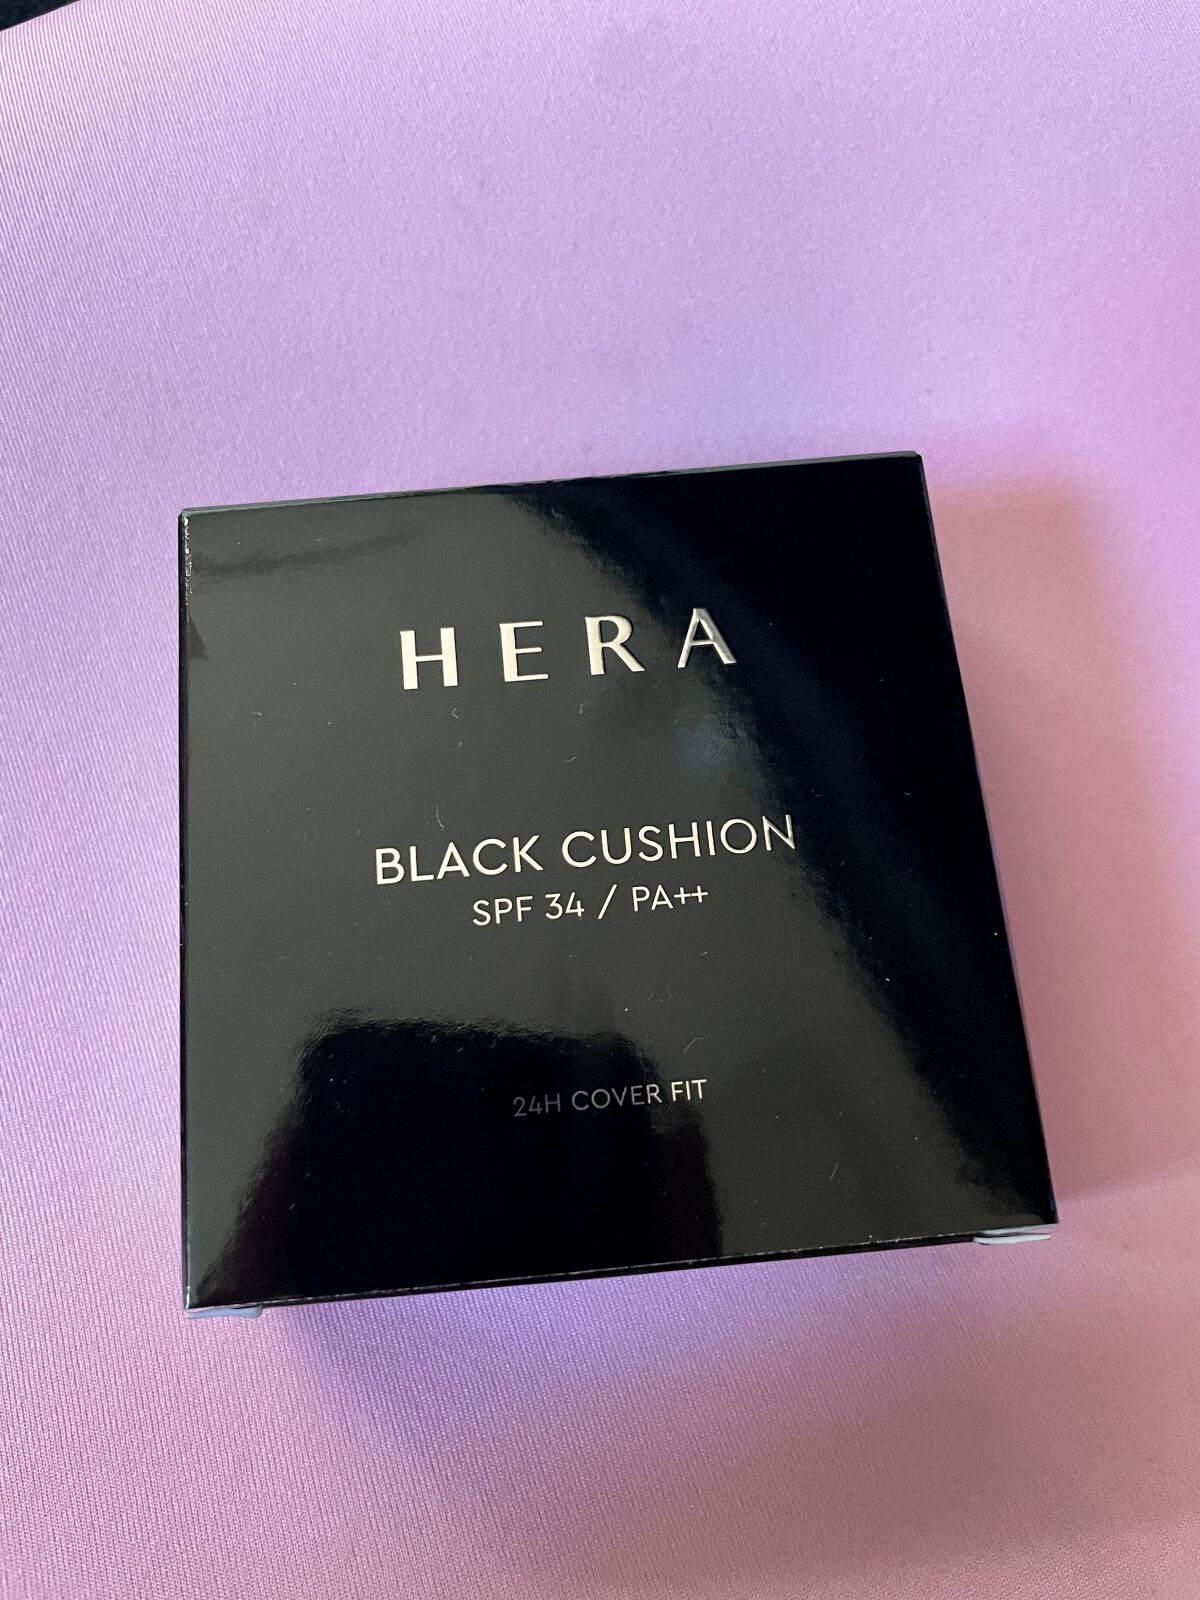 HERA
BLACK CUSHION
SPF 34 / PA++
24H COVER FIT